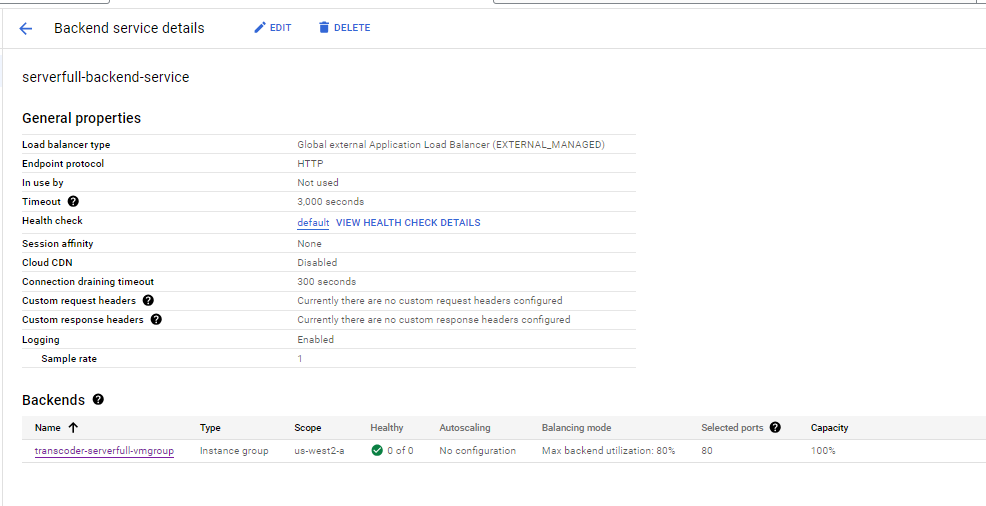 Backend service details EDIT DELETE
serverfull-backend-service
General properties
Load balancer type Global external Application Load Balancer (EXTERNAL_MANAGED)
Endpoint protocol HTTP
In use by Not used
Timeout 3,000 seconds
Health check default VIEW HEALTH CHECK DETAILS
Session affinity None
Cloud CDN Disabled
Connection draining timeout 300 seconds
Custom request headers Currently there are no custom request headers configured
Custom response headers Currently there are no custom response headers configured
Logging Enabled
Sample rate 1
Backends
Name Type Scope Healthy Autoscaling Balancing mode Selected ports Capacity
transcoder-serverfull-vmgroup Instance group us-west2-a 0 of 0 No configuration Max backend utilization: 80% 80 100%